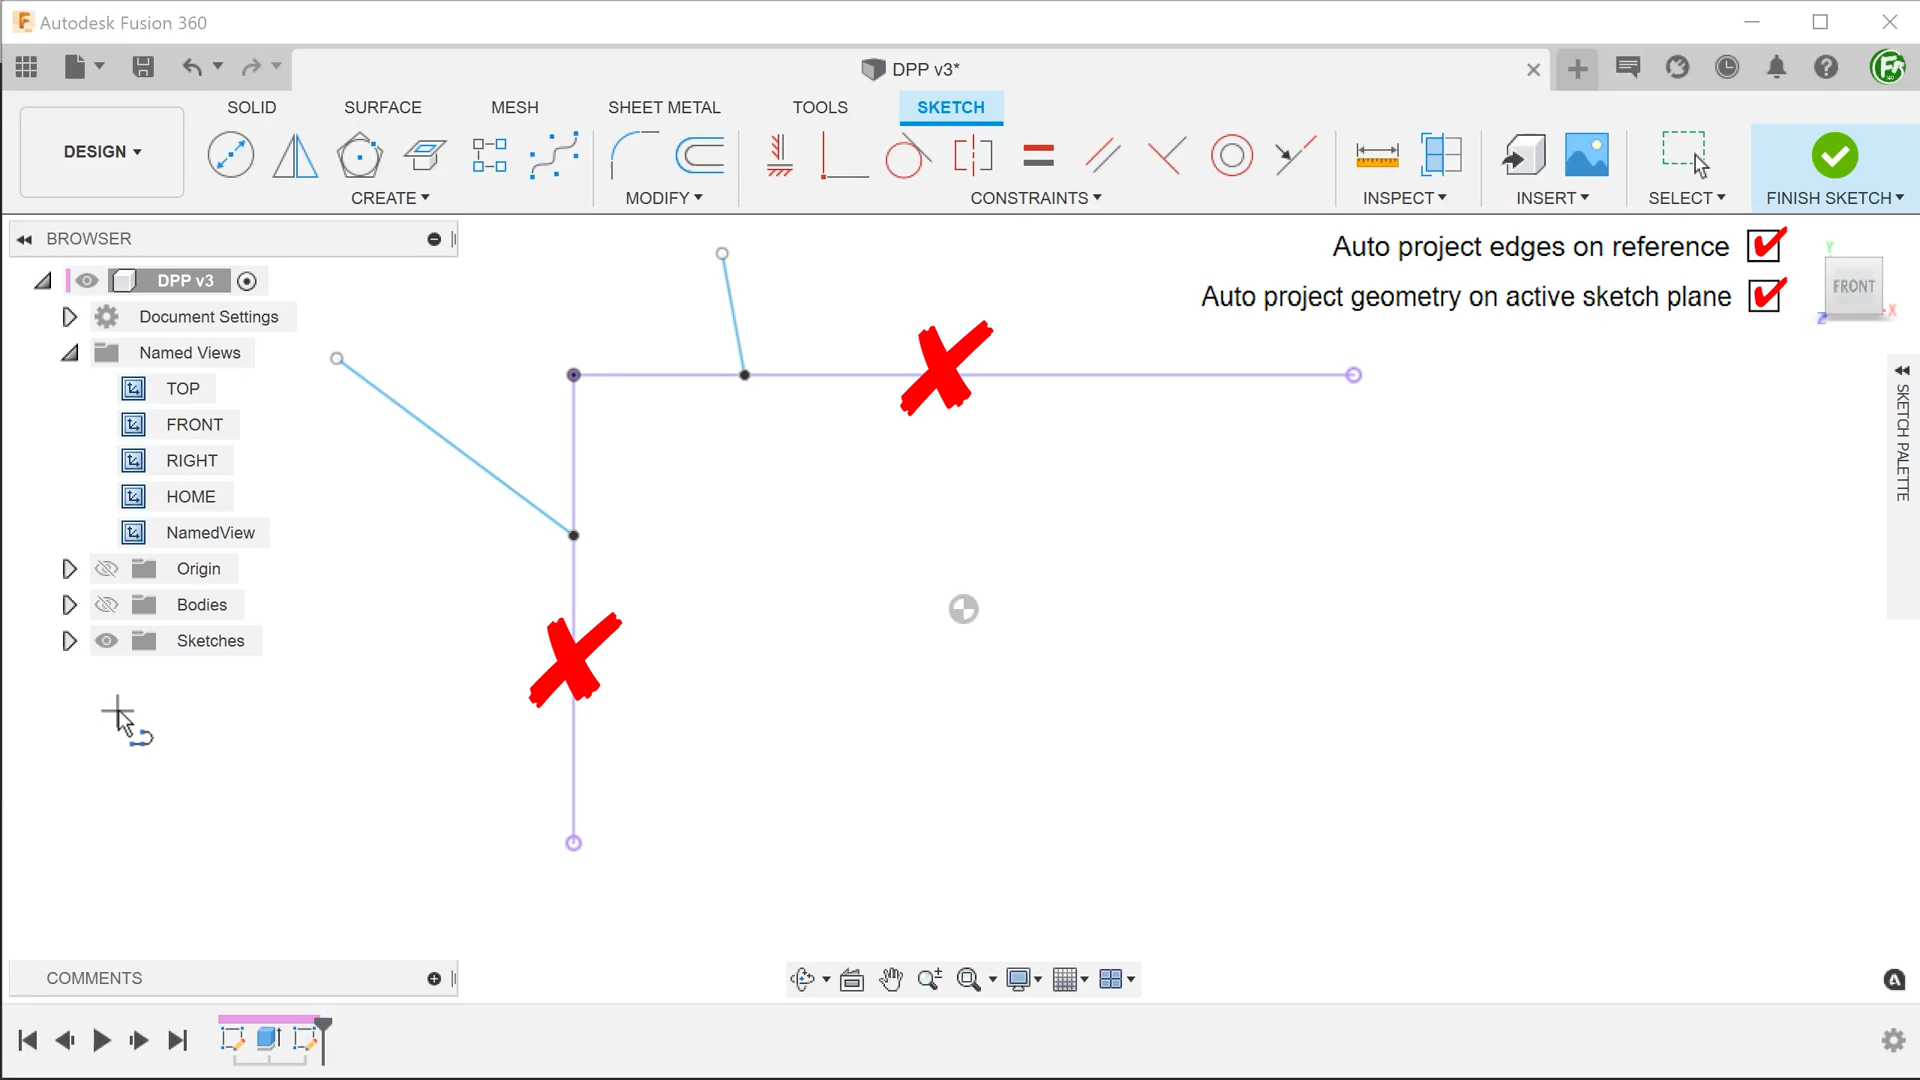 Autodesk Fusion 360
DPP v3*
SOLID
SURFACE
MESH
SHEET METAL
TOOLS
SKETCH
DESIGN
CREATE
MODIFY
CONSTRAINTS
INSPECT
INSERT
SELECT
FINISH SKETCH
BROWSER
Auto project edges on reference
Auto project geometry on active sketch plane
Y
FRONT
Z
X
DPP v3
Document Settings
Named Views
TOP
FRONT
RIGHT
HOME
NamedView
Origin
Bodies
Sketches
SKETCH PALETTE
COMMENTS